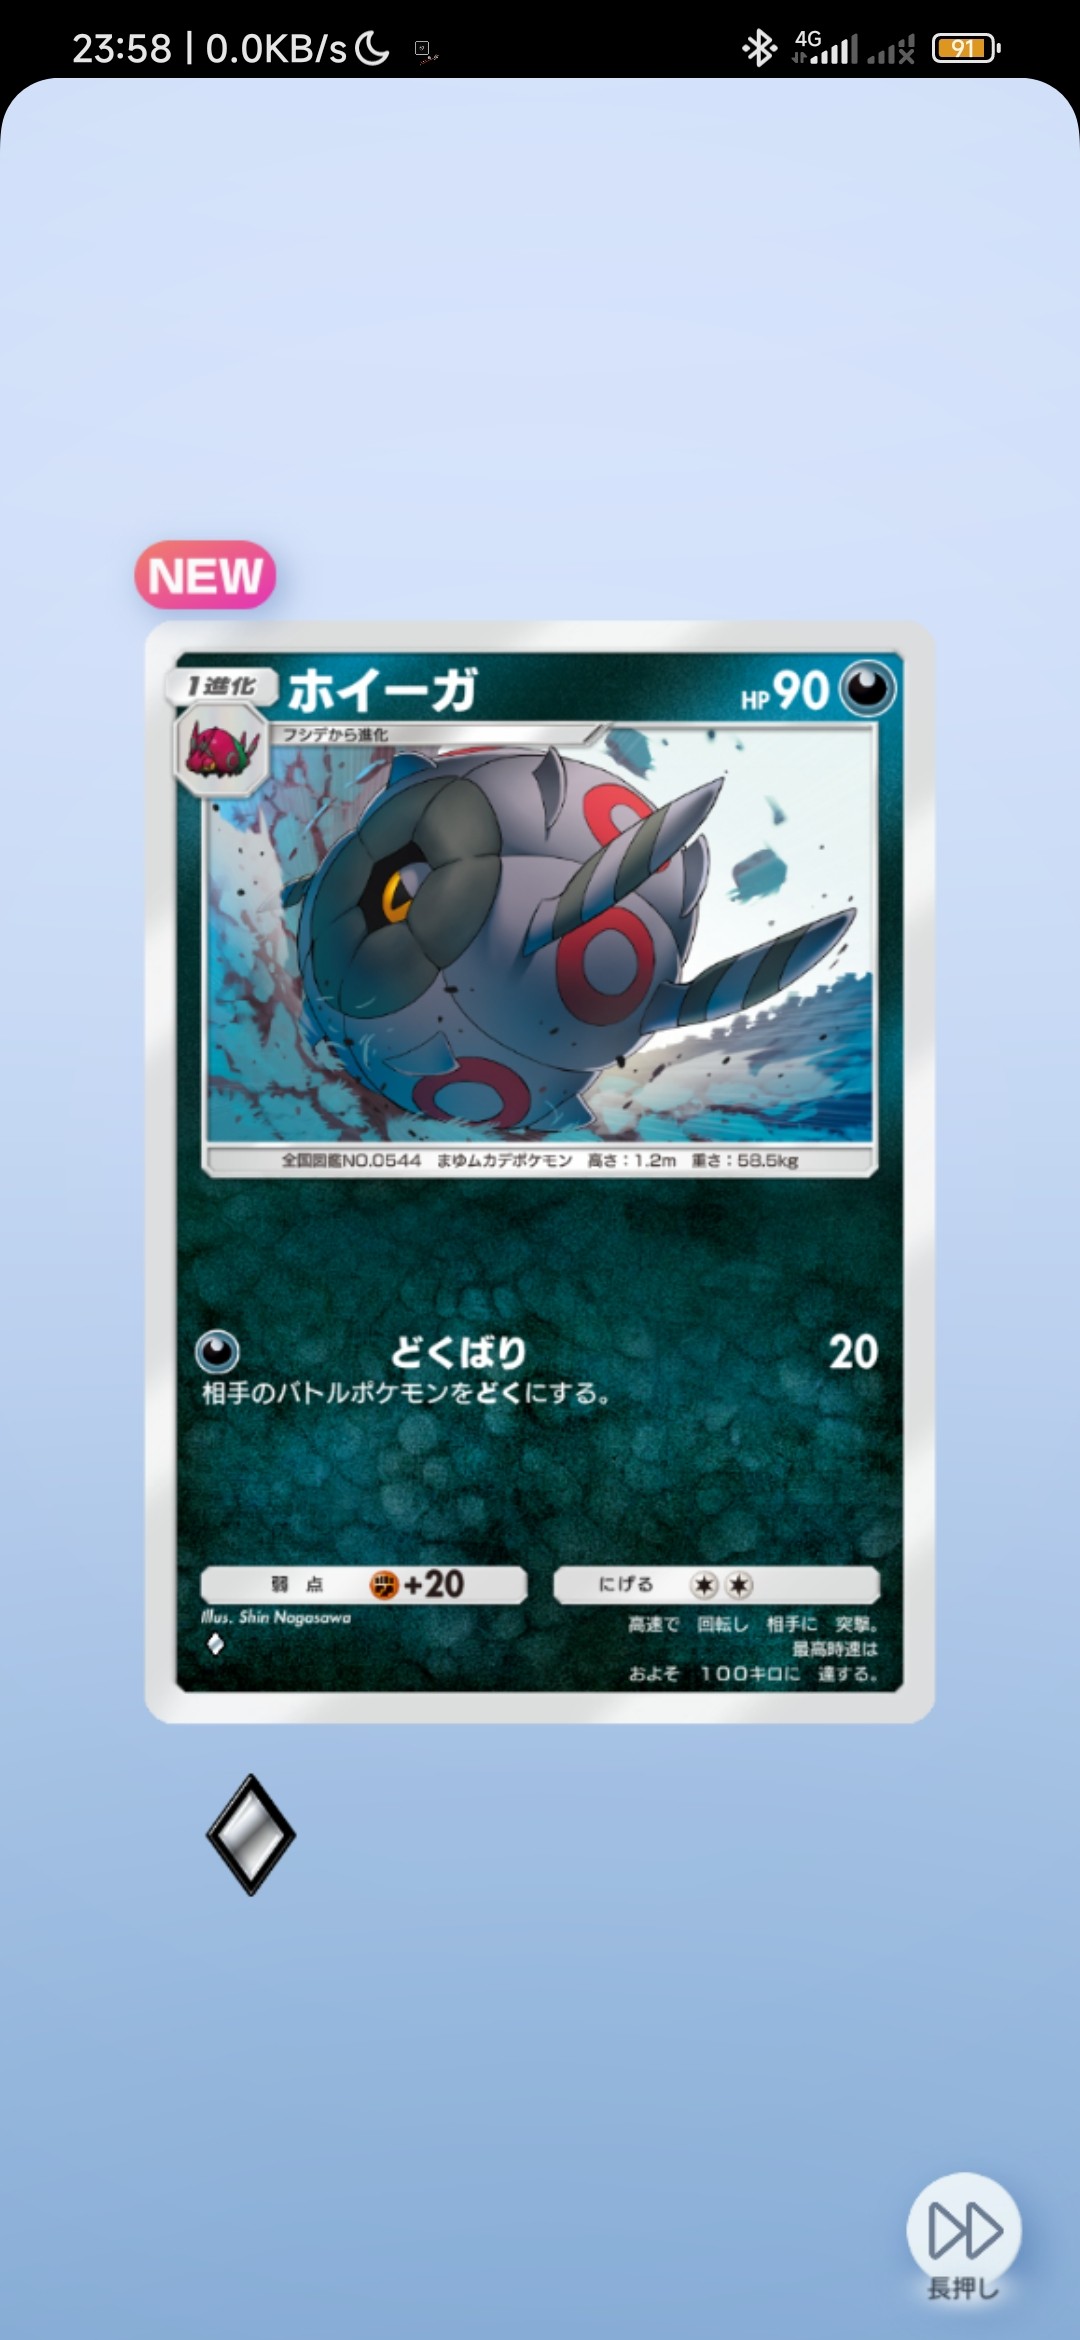 23:58 | 0.0KB/s
4G
91
NEW
1進化
ホイーガ
HP 90
フシデから進化
全国図鑑NO.0544 まゆムカデポケモン 高さ:1.2m 重さ:58.5kg
どくばり 20
相手のバトルポケモンをどくにする。
弱点 +20
にげる
Illus. Shin Nagasawa
高速で 回転し 相手に 突撃。
最高時速は
およそ 100キロに 達する。
長押し